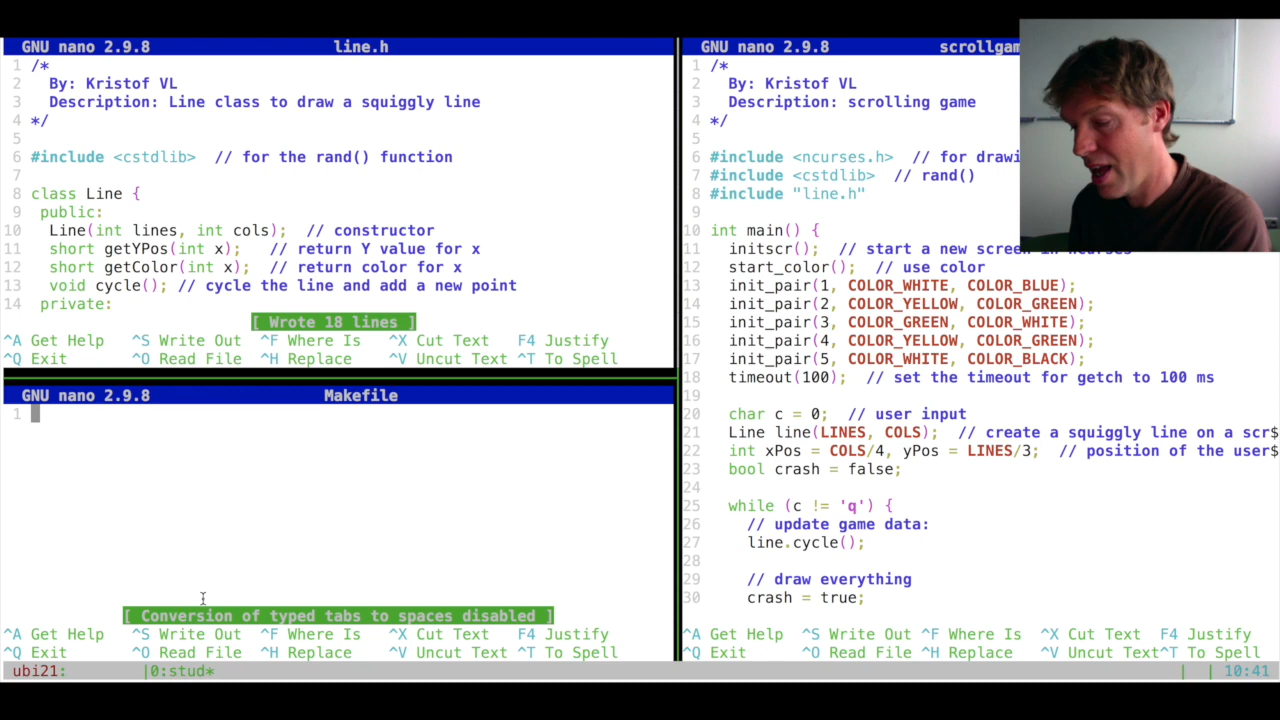 GNU nano 2.9.8 line.h
1 /*
2 By: Kristof VL
3 Description: Line class to draw a squiggly line
4 */
5
6 #include <cstdlib> // for the rand() function
7
8 class Line {
9 public:
10 Line(int lines, int cols); // constructor
11 short getYPos(int x); // return Y value for x
12 short getColor(int x); // return color for x
13 void cycle(); // cycle the line and add a new point
14 private:
[ Wrote 18 lines ]
^A Get Help ^S Write Out ^F Where Is ^X Cut Text F4 Justify
^Q Exit ^O Read File ^H Replace ^V Uncut Text ^T To Spell
GNU nano 2.9.8 Makefile
1
[ Conversion of typed tabs to spaces disabled ]
^A Get Help ^S Write Out ^F Where Is ^X Cut Text F4 Justify
^Q Exit ^O Read File ^H Replace ^V Uncut Text ^T To Spell
GNU nano 2.9.8 scrollgam
1 /*
2 By: Kristof VL
3 Description: scrolling game
4 */
5
6 #include <ncurses.h> // for drawi
7 #include <cstdlib> // rand()
8 #include "line.h"
9
10 int main() {
11 initscr(); // start a new screen in ncurses
12 start_color(); // use color
13 init_pair(1, COLOR_WHITE, COLOR_BLUE);
14 init_pair(2, COLOR_YELLOW, COLOR_GREEN);
15 init_pair(3, COLOR_GREEN, COLOR_WHITE);
16 init_pair(4, COLOR_YELLOW, COLOR_GREEN);
17 init_pair(5, COLOR_WHITE, COLOR_BLACK);
18 timeout(100); // set the timeout for getch to 100 ms
19
20 char c = 0; // user input
21 Line line(LINES, COLS); // create a squiggly line on a scr$
22 int xPos = COLS/4, yPos = LINES/3; // position of the user$
23 bool crash = false;
24
25 while (c != 'q') {
26 // update game data:
27 line.cycle();
28
29 // draw everything
30 crash = true;
^A Get Help ^S Write Out ^F Where Is ^X Cut Text F4 Justify
^Q Exit ^O Read File ^H Replace ^V Uncut Text^T To Spell
ubi21: |0:stud* | | 10:41